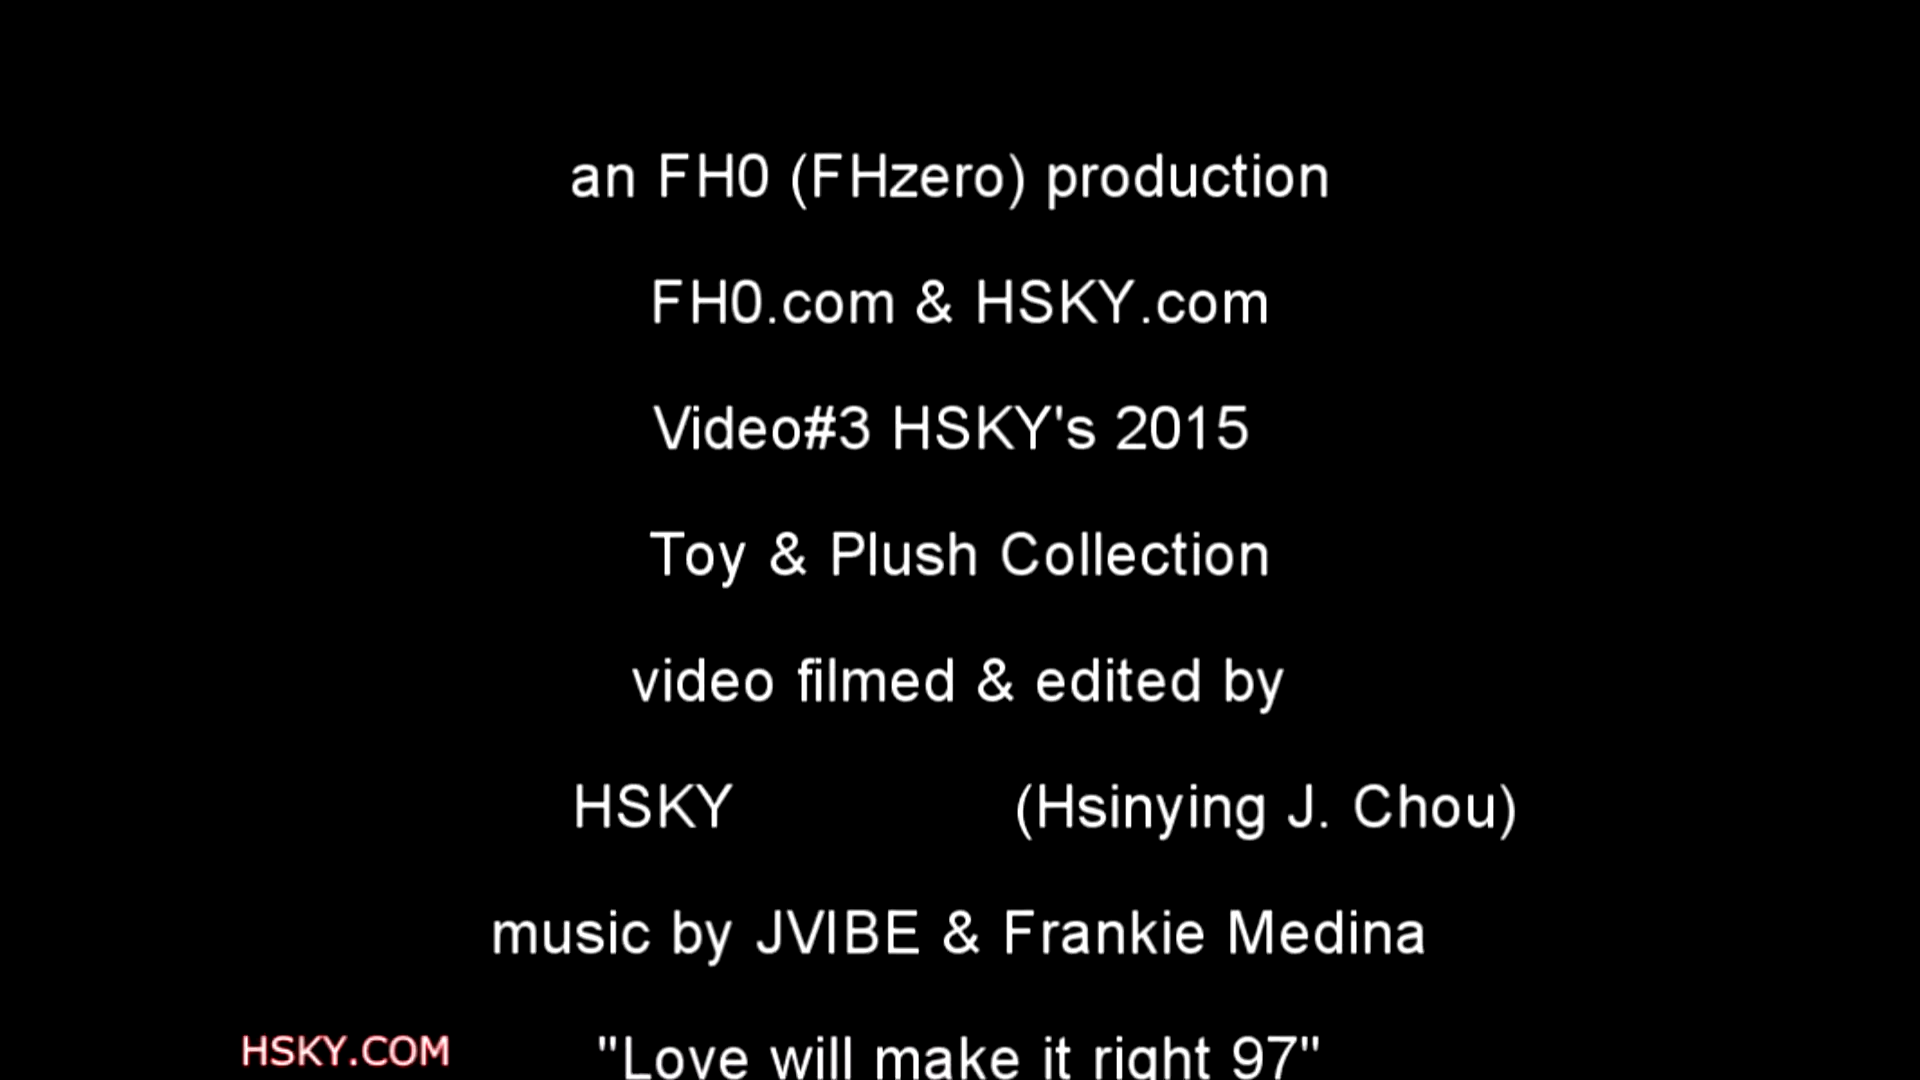 an FH0 (FHzero) production
FH0.com & HSKY.com
Video#3 HSKY's 2015
Toy & Plush Collection
video filmed & edited by
HSKY (Hsinying J. Chou)
music by JVIBE & Frankie Medina
"Love will make it right 97"
HSKY.COM